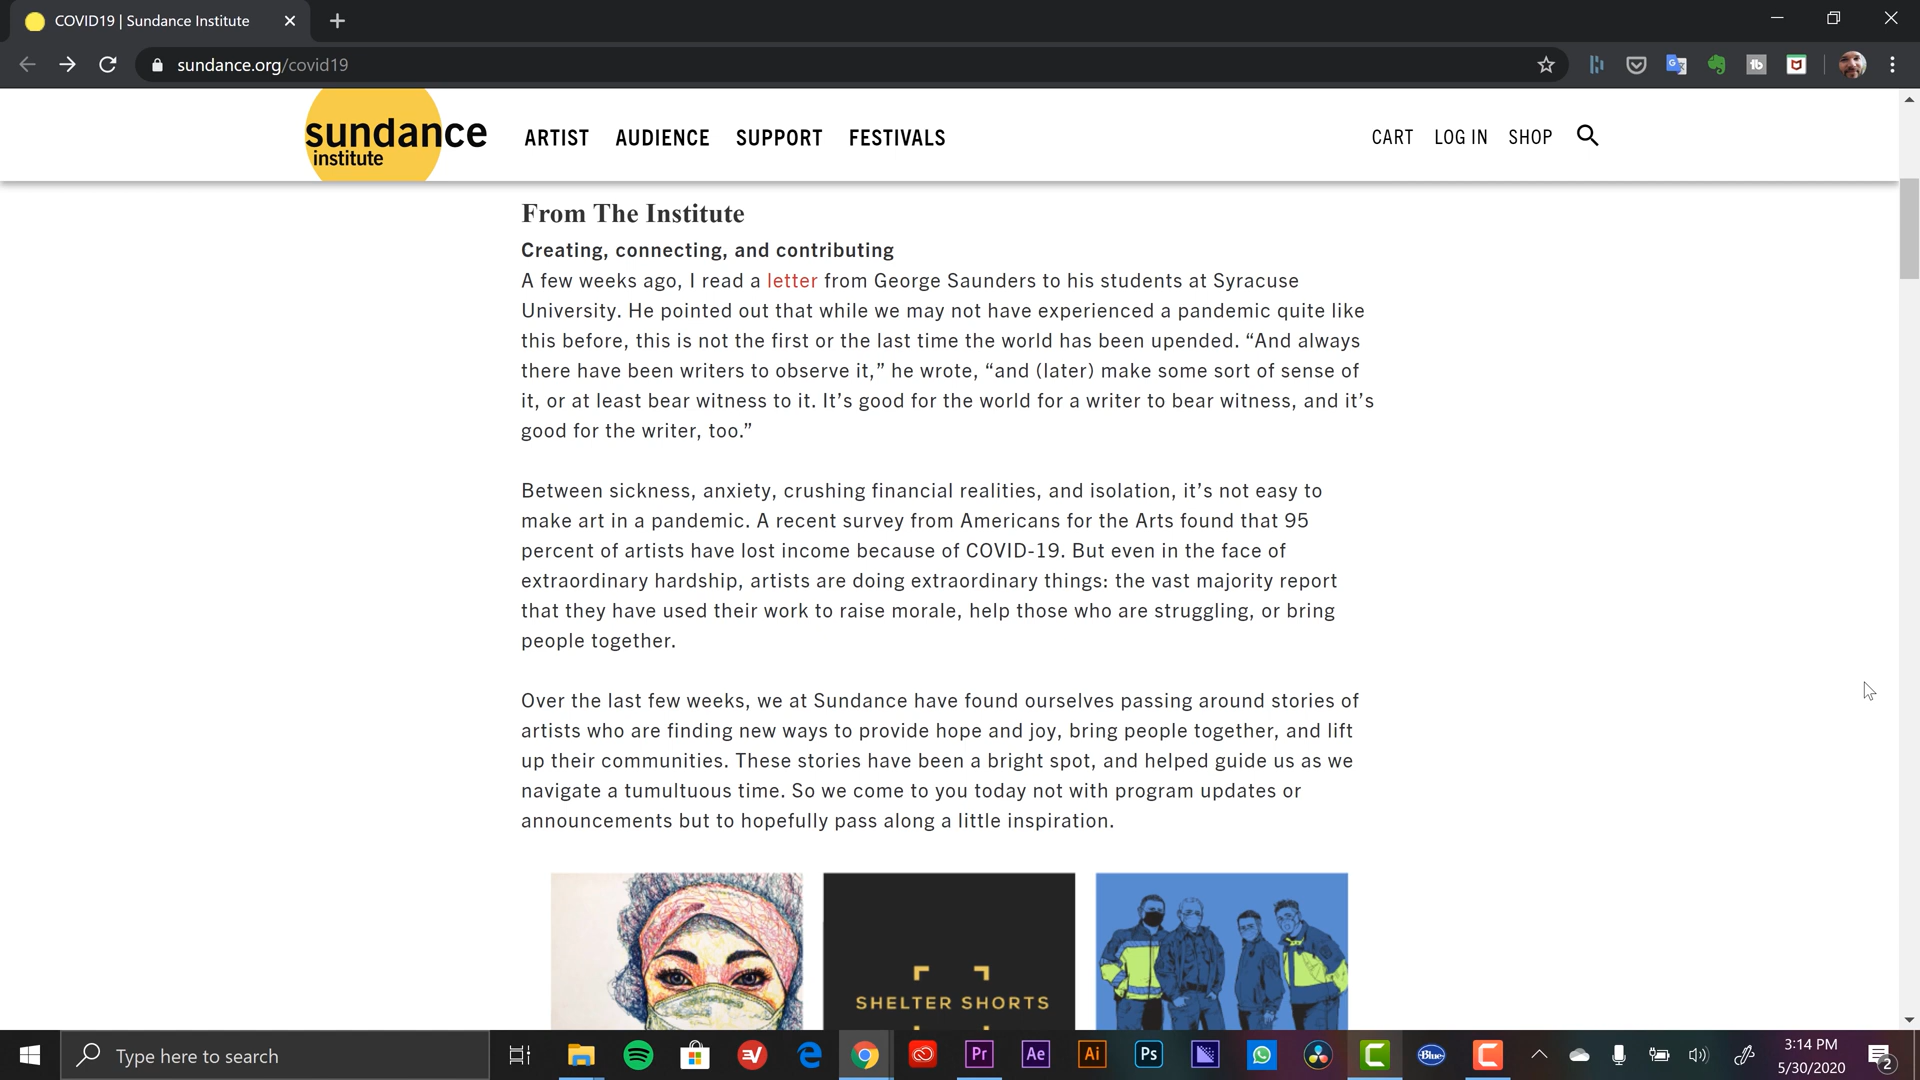 COVID19 | Sundance Institute
sundance.org/covid19
sundance
institute
ARTIST AUDIENCE SUPPORT FESTIVALS
CART LOG IN SHOP
From The Institute
Creating, connecting, and contributing
A few weeks ago, I read a letter from George Saunders to his students at Syracuse
University. He pointed out that while we may not have experienced a pandemic quite like
this before, this is not the first or the last time the world has been upended. “And always
there have been writers to observe it,” he wrote, “and (later) make some sort of sense of
it, or at least bear witness to it. It’s good for the world for a writer to bear witness, and it’s
good for the writer, too.”
Between sickness, anxiety, crushing financial realities, and isolation, it’s not easy to
make art in a pandemic. A recent survey from Americans for the Arts found that 95
percent of artists have lost income because of COVID-19. But even in the face of
extraordinary hardship, artists are doing extraordinary things: the vast majority report
that they have used their work to raise morale, help those who are struggling, or bring
people together.
Over the last few weeks, we at Sundance have found ourselves passing around stories of
artists who are finding new ways to provide hope and joy, bring people together, and lift
up their communities. These stories have been a bright spot, and helped guide us as we
navigate a tumultuous time. So we come to you today not with program updates or
announcements but to hopefully pass along a little inspiration.
SHELTER SHORTS
Type here to search
Pr Ae Ai Ps
Blue
3:14 PM
5/30/2020
2